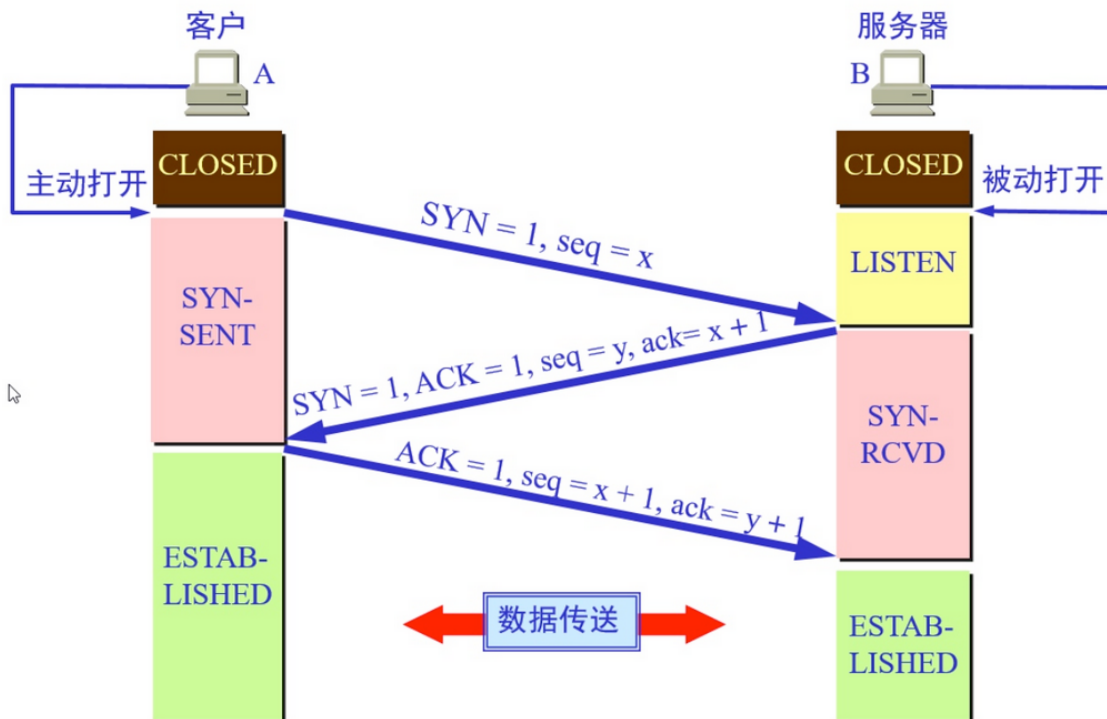 客户
服务器
A
B
CLOSED
CLOSED
主动打开
被动打开
SYN = 1, seq = x
LISTEN
SYN-
SENT
SYN = 1, ACK = 1, seq = y, ack= x + 1
SYN-
RCVD
ACK = 1, seq = x + 1, ack = y + 1
ESTAB-
LISHED
数据传送
ESTAB-
LISHED